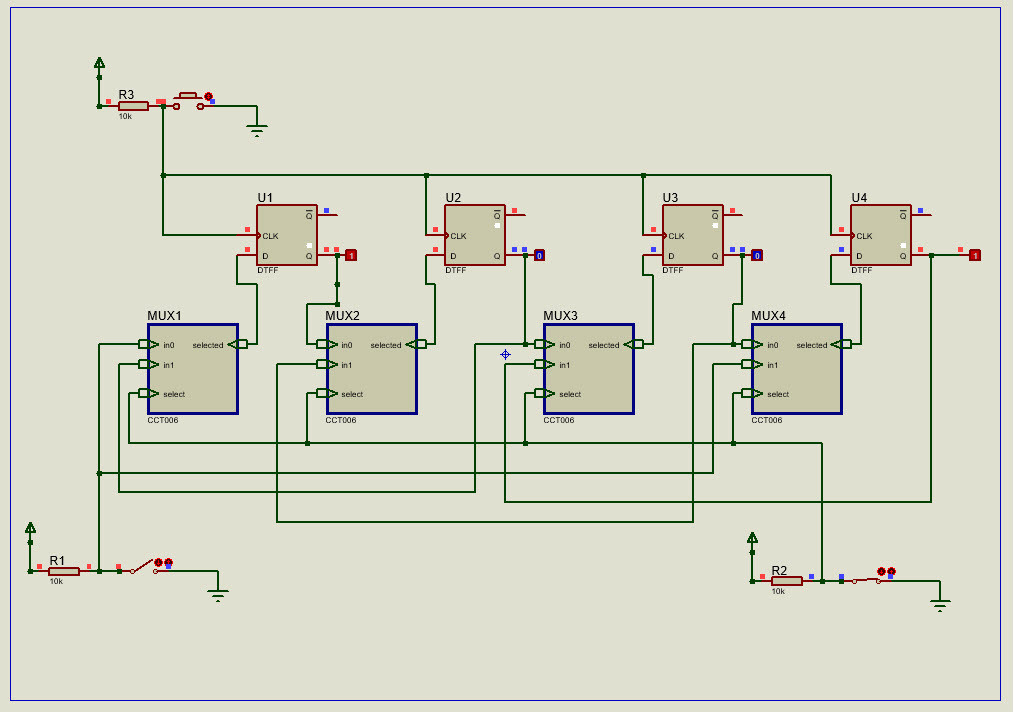 R3
10k
U1
Q
CLK
D
Q
DTFF
1
U2
Q
CLK
D
Q
DTFF
0
U3
Q
CLK
D
Q
DTFF
0
U4
Q
CLK
D
Q
DTFF
1
MUX1
in0
selected
in1
select
CCT006
MUX2
in0
selected
in1
select
CCT006
MUX3
in0
selected
in1
select
CCT006
MUX4
in0
selected
in1
select
CCT006
R1
10k
R2
10k